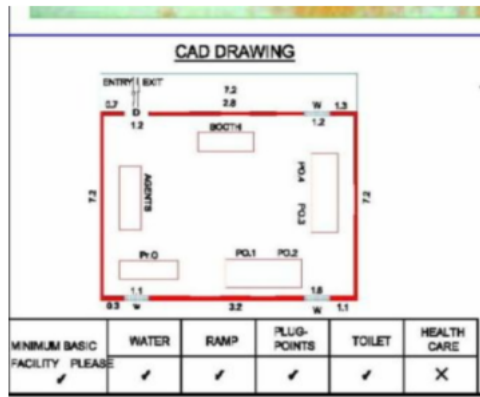 CAD DRAWING
ENTRY EXIT
7.2
0.7 D 2.8 W 1.3
1.2 1.2
BOOTH
AGENTS
PO.4
PO.3
7.2 7.2
Pr.O PO.1 PO.2
1.1 1.6
0.3 W 3.2 W 1.1
MINIMUM BASIC WATER RAMP PLUG- TOILET HEALTH
POINTS CARE
FACILITY PLEASE
✓ ✓ ✓ ✓ ✓ ✕